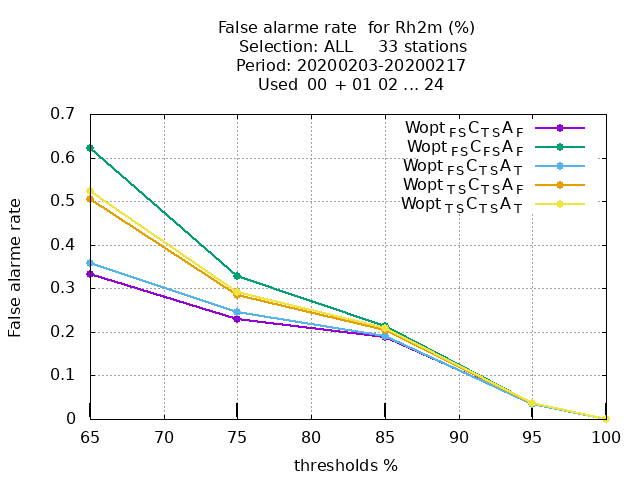 False alarme rate  for Rh2m (%)
Selection: ALL     33 stations
Period: 20200203-20200217
Used  00  + 01 02 ... 24
0.7
0.6
0.5
0.4
0.3
0.2
0.1
0
False alarme rate
Wopt FS C TS A F
Wopt FS C FS A F
Wopt FS C TS A T
Wopt TS C TS A F
Wopt TS C TS A T
65 70 75 80 85 90 95 100
thresholds %